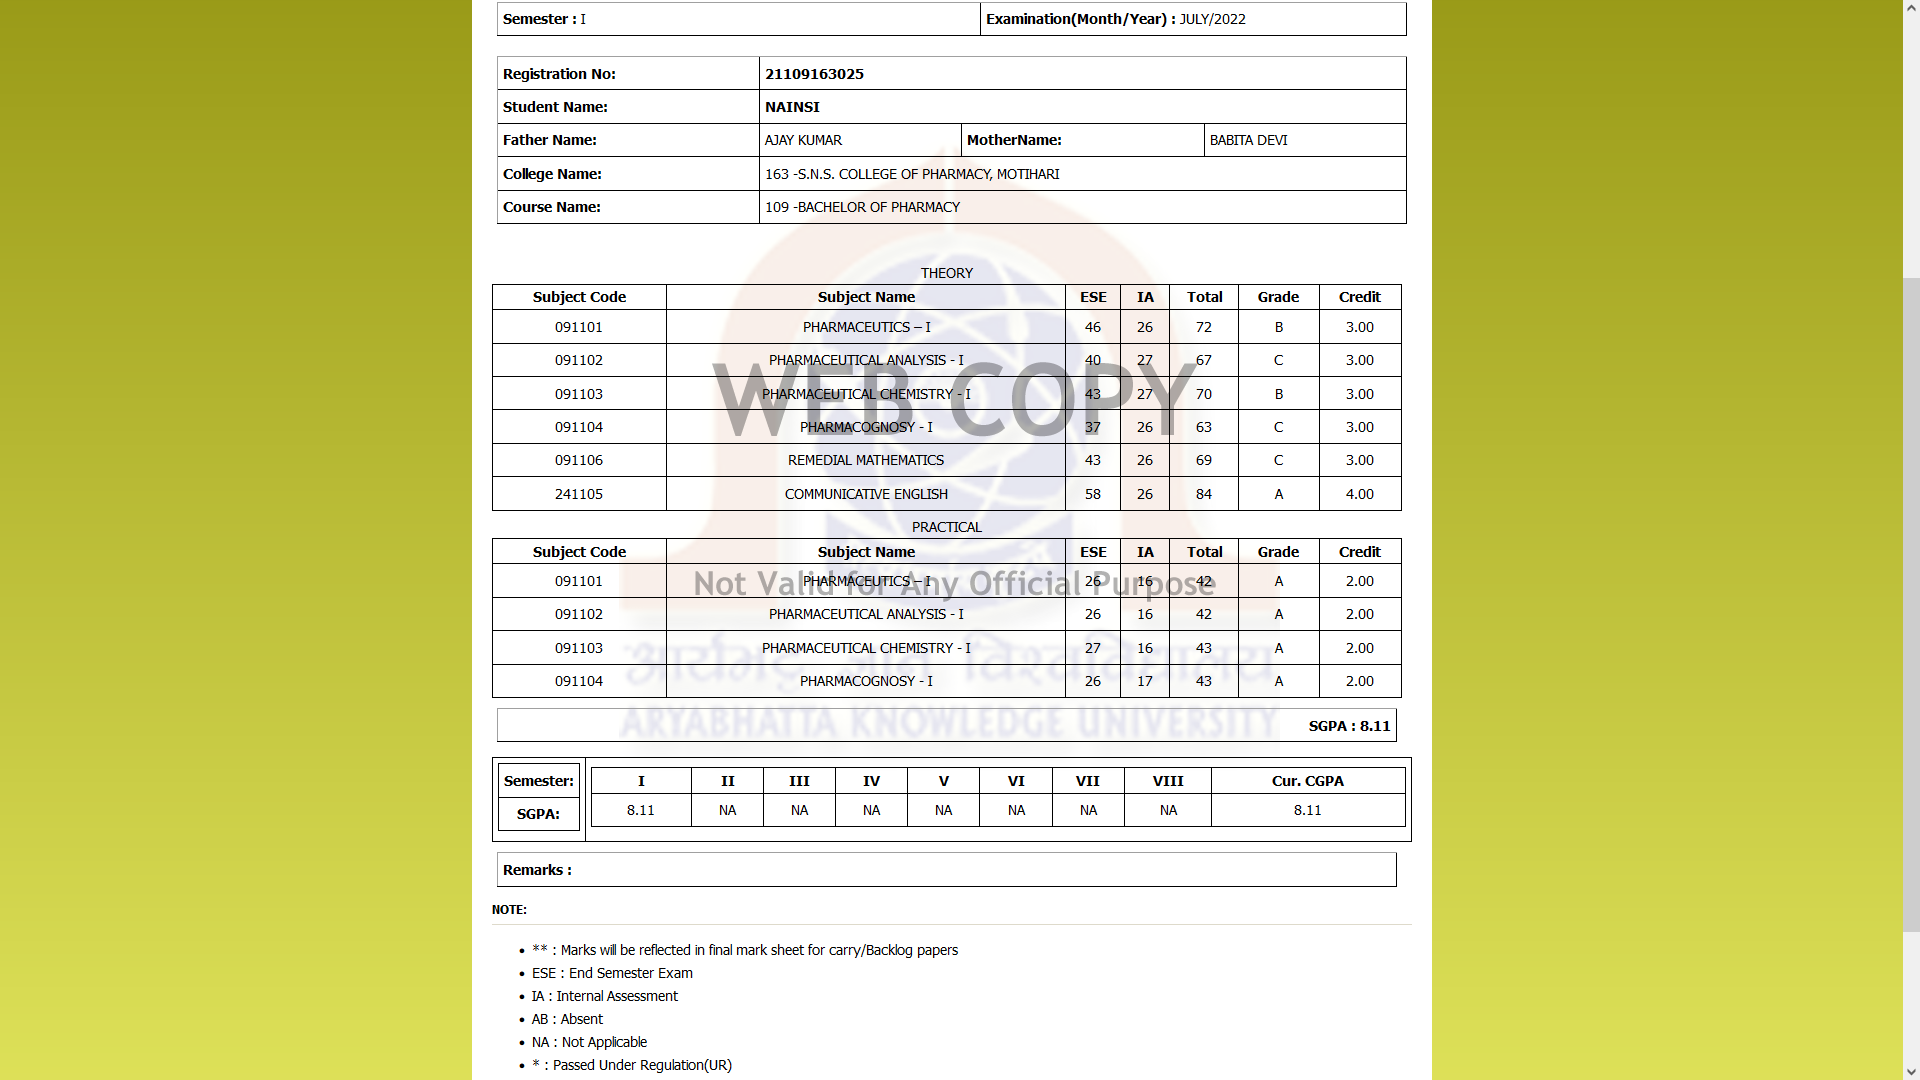 Semester : I Examination(Month/Year) : JULY/2022
Registration No: 21109163025
Student Name: NAINSI
Father Name: AJAY KUMAR MotherName: BABITA DEVI
College Name: 163 -S.N.S. COLLEGE OF PHARMACY, MOTIHARI
Course Name: 109 -BACHELOR OF PHARMACY
THEORY
Subject Code Subject Name ESE IA Total Grade Credit
091101 PHARMACEUTICS – I 46 26 72 B 3.00
091102 PHARMACEUTICAL ANALYSIS - I 40 27 67 C 3.00
WEB COPY
091103 PHARMACEUTICAL CHEMISTRY - I 43 27 70 B 3.00
091104 PHARMACOGNOSY - I 37 26 63 C 3.00
091106 REMEDIAL MATHEMATICS 43 26 69 C 3.00
241105 COMMUNICATIVE ENGLISH 58 26 84 A 4.00
PRACTICAL
Subject Code Subject Name ESE IA Total Grade Credit
091101 PHARMACEUTICS – I 26 16 42 A 2.00
Not Valid for Any Official Purpose
091102 PHARMACEUTICAL ANALYSIS - I 26 16 42 A 2.00
091103 PHARMACEUTICAL CHEMISTRY - I 27 16 43 A 2.00
आर्यभट्ट ज्ञान विश्वविद्यालय
091104 PHARMACOGNOSY - I 26 17 43 A 2.00
ARYABHATTA KNOWLEDGE UNIVERSITY
SGPA : 8.11
Semester: I II III IV V VI VII VIII Cur. CGPA
SGPA: 8.11 NA NA NA NA NA NA NA 8.11
Remarks :
NOTE:
** : Marks will be reflected in final mark sheet for carry/Backlog papers
ESE : End Semester Exam
IA : Internal Assessment
AB : Absent
NA : Not Applicable
* : Passed Under Regulation(UR)